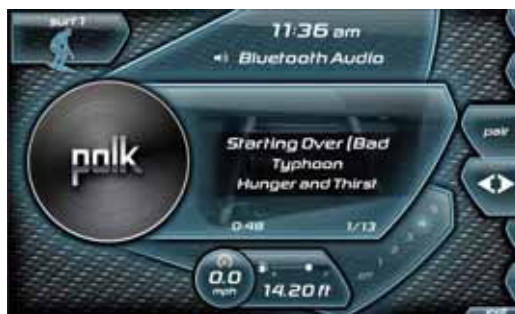 surf 1
11:36 am
Bluetooth Audio
polk
Starting Over (Bad
Typhoon
Hunger and Thirst
0:48 1/13
pair
0.0
mph
14.20 ft